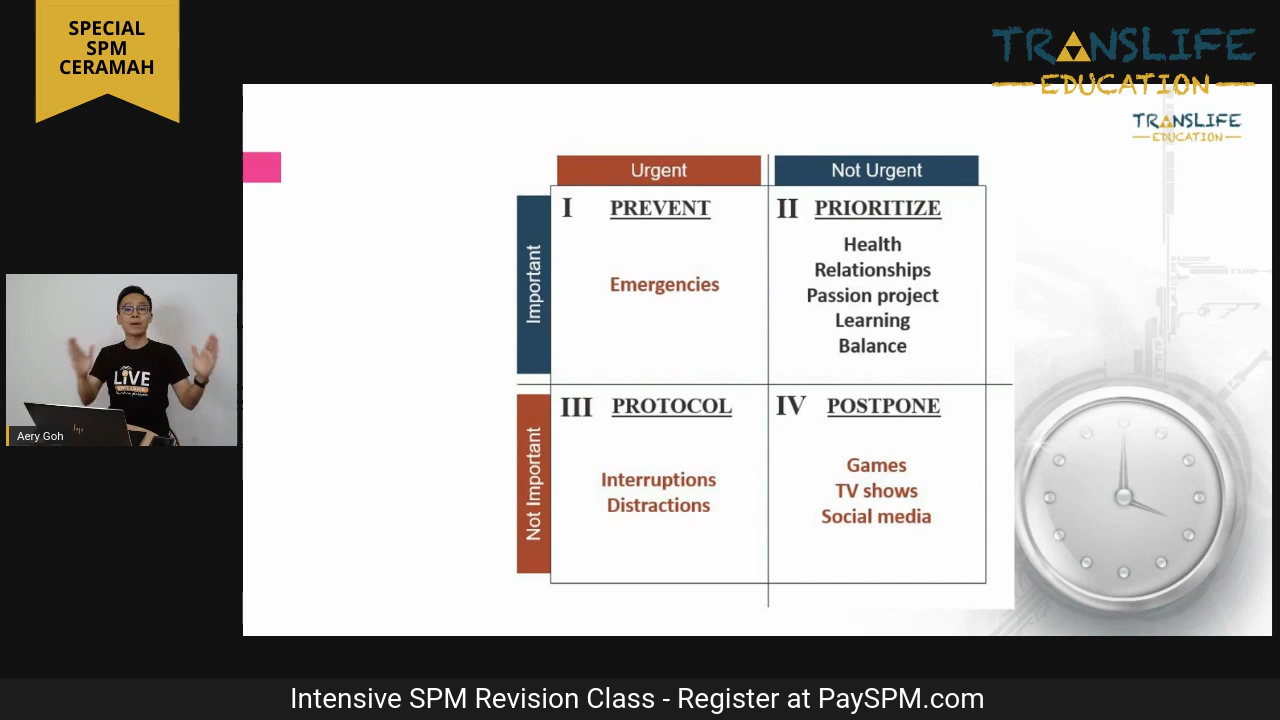 SPECIAL
SPM
CERAMAH
TRANSLIFE
EDUCATION
TRANSLIFE
EDUCATION
Urgent
Not Urgent
Important
I PREVENT
Emergencies
II PRIORITIZE
Health
Relationships
Passion project
Learning
Balance
Not Important
III PROTOCOL
Interruptions
Distractions
IV POSTPONE
Games
TV shows
Social media
LiVE
hp
Aery Goh
Intensive SPM Revision Class - Register at PaySPM.com